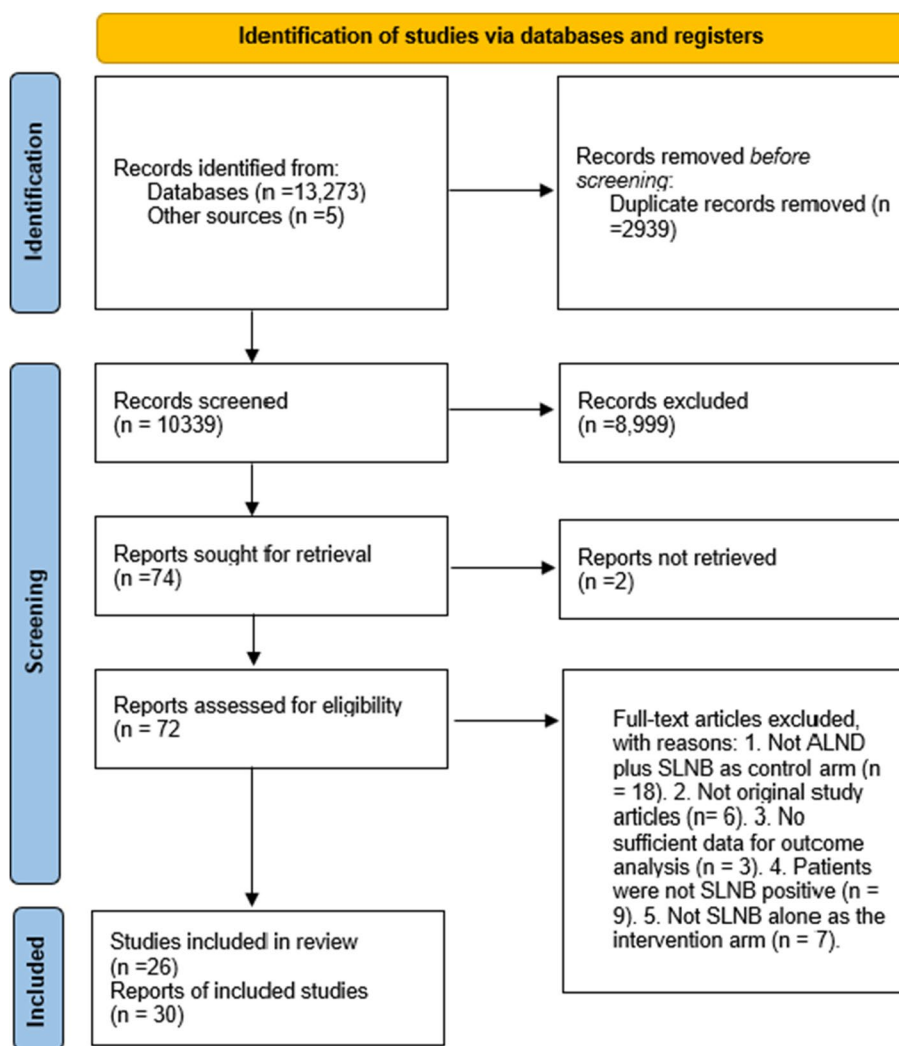 Identification of studies via databases and registers
Identification
Records identified from:
Databases (n =13,273)
Other sources (n =5)
Records removed before
screening:
Duplicate records removed (n
=2939)
Screening
Records screened
(n = 10339)
Records excluded
(n =8,999)
Reports sought for retrieval
(n =74)
Reports not retrieved
(n =2)
Reports assessed for eligibility
(n = 72
Full-text articles excluded,
with reasons: 1. Not ALND
plus SLNB as control arm (n
= 18). 2. Not original study
articles (n= 6). 3. No
sufficient data for outcome
analysis (n = 3). 4. Patients
were not SLNB positive (n =
9). 5. Not SLNB alone as the
intervention arm (n = 7).
Included
Studies included in review
(n =26)
Reports of included studies
(n = 30)